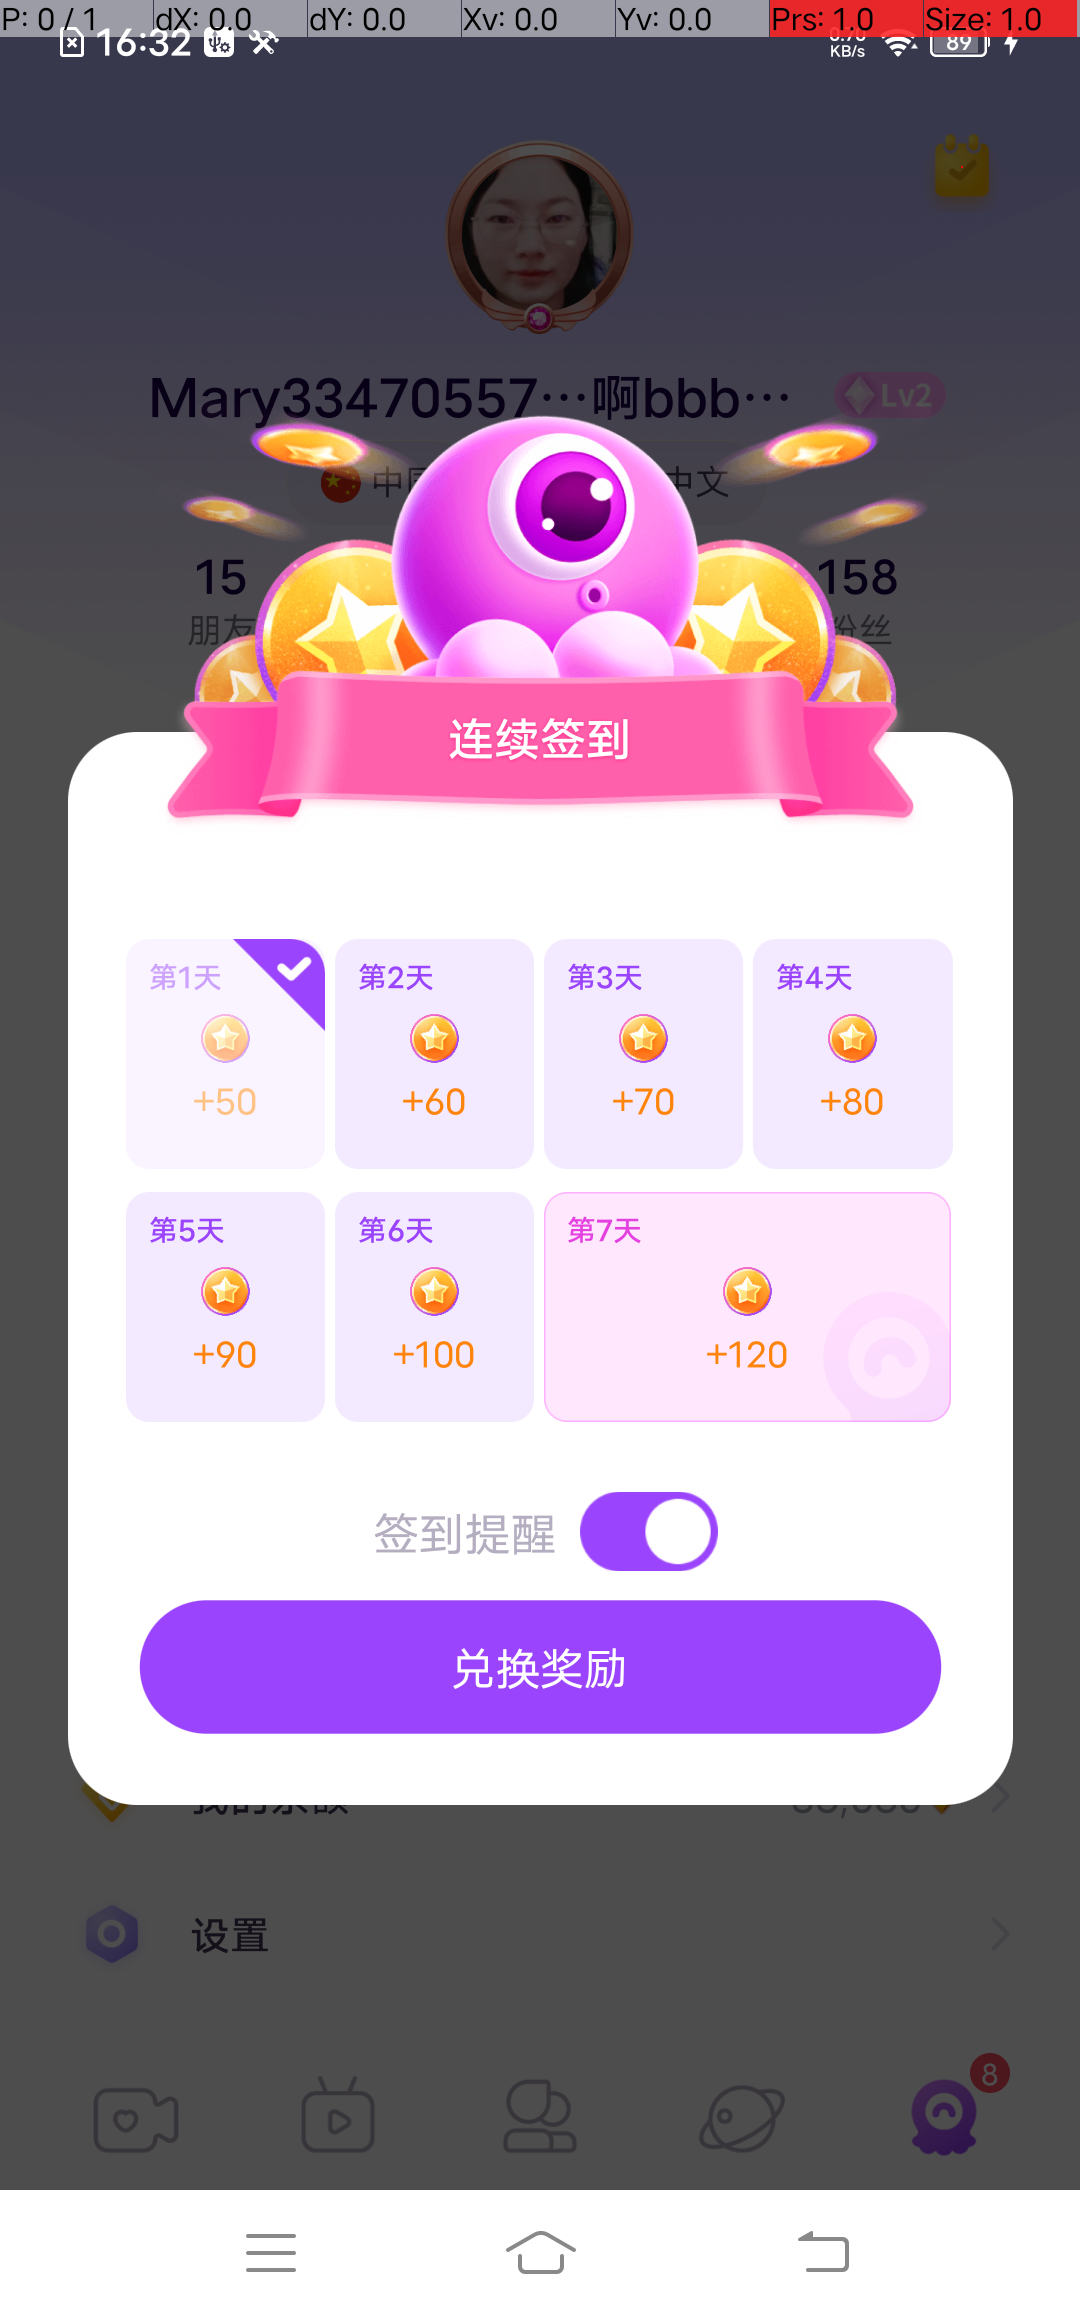 P: 0 / 1 dX: 0.0 dY: 0.0 Xv: 0.0 Yv: 0.0 Prs: 1.0 Size: 1.0
16:32 KB/s 89
Mary33470557…啊bbb… Lv2
中 中文
15 158
朋友 粉丝
连续签到
第1天 第2天 第3天 第4天
+50 +60 +70 +80
第5天 第6天 第7天
+90 +100 +120
签到提醒
兑换奖励
我的余额
设置
8